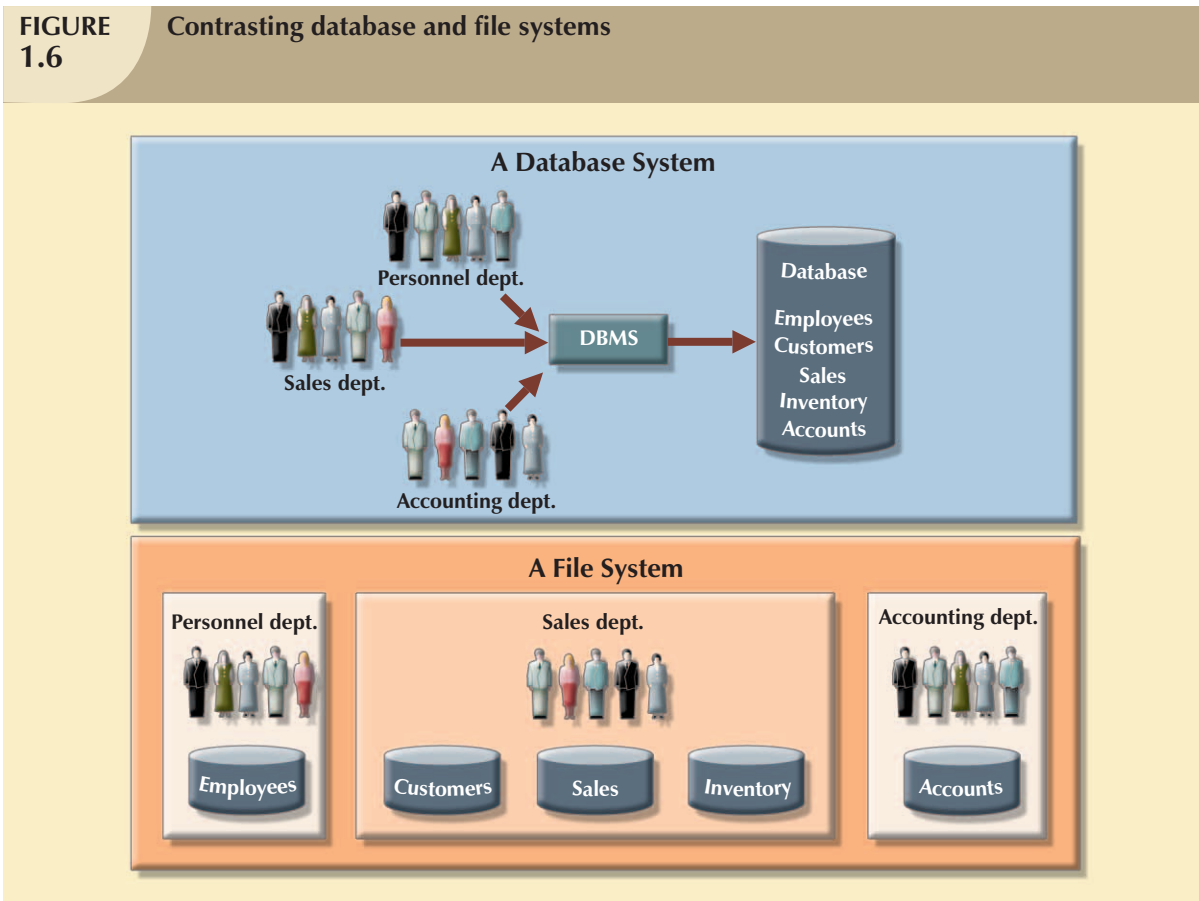 FIGURE
1.6
Contrasting database and file systems
A Database System
Personnel dept.
Sales dept.
Accounting dept.
DBMS
Database
Employees
Customers
Sales
Inventory
Accounts
A File System
Personnel dept.
Employees
Sales dept.
Customers
Sales
Inventory
Accounting dept.
Accounts